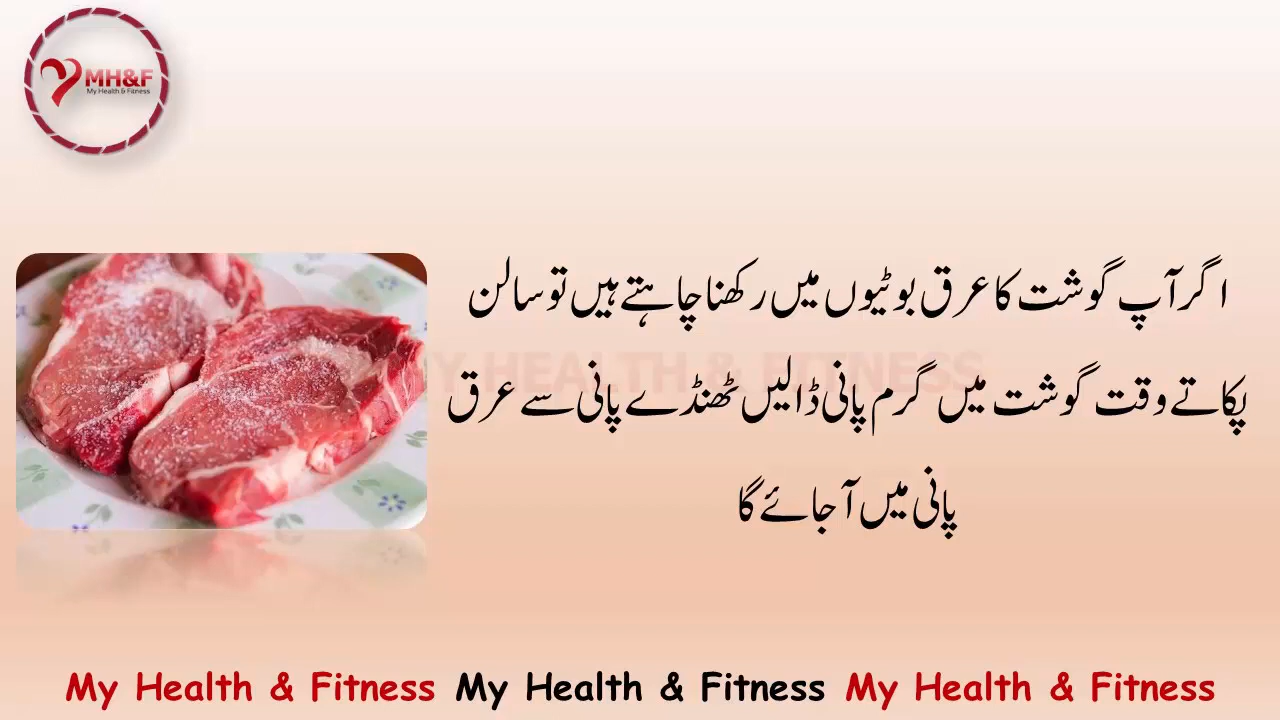 MH&F
My Health & Fitness
اگر آپ گوشت کا عرق بوٹیوں میں رکھنا چاہتے ہیں تو سالن
MY HEALTH & FITNESS
پکاتے وقت گوشت میں گرم پانی ڈالیں ٹھنڈے پانی سے عرق
پانی میں آ جائے گا
My Health & Fitness My Health & Fitness My Health & Fitness